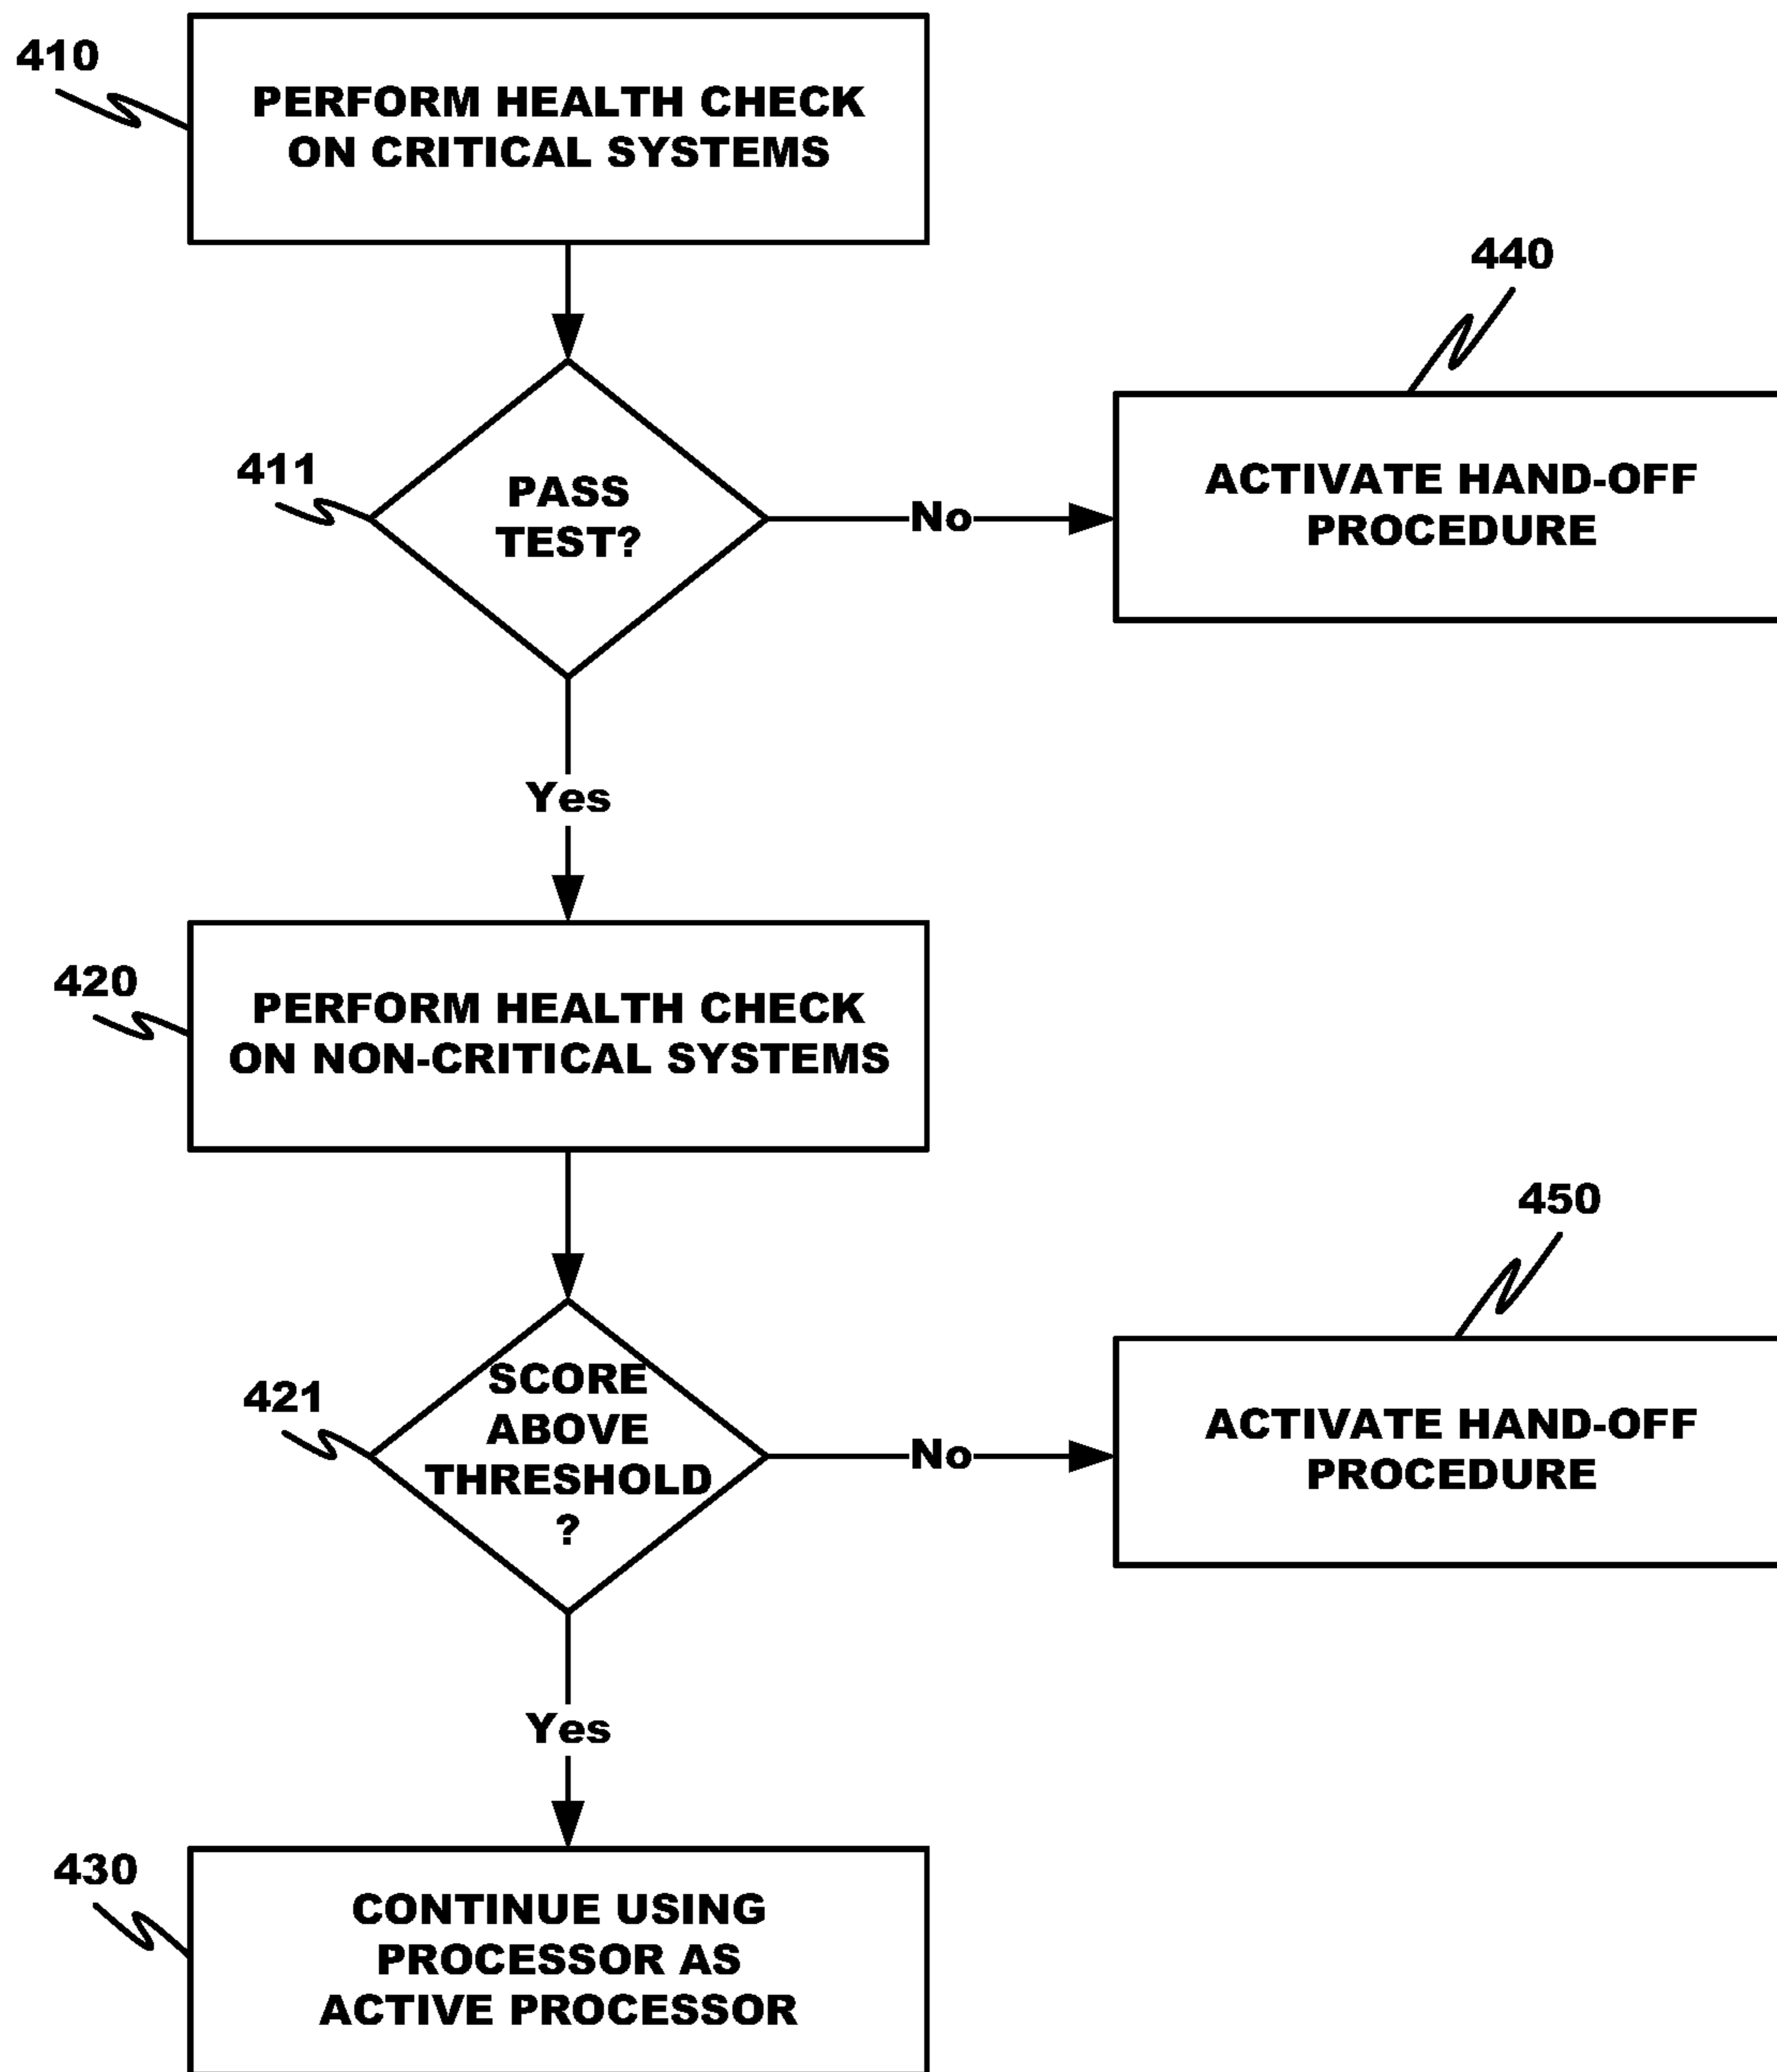 410
PERFORM HEALTH CHECK
ON CRITICAL SYSTEMS
440
411
PASS
TEST?
No
ACTIVATE HAND-OFF
PROCEDURE
Yes
420
PERFORM HEALTH CHECK
ON NON-CRITICAL SYSTEMS
450
421
SCORE
ABOVE
THRESHOLD
?
No
ACTIVATE HAND-OFF
PROCEDURE
Yes
430
CONTINUE USING
PROCESSOR AS
ACTIVE PROCESSOR